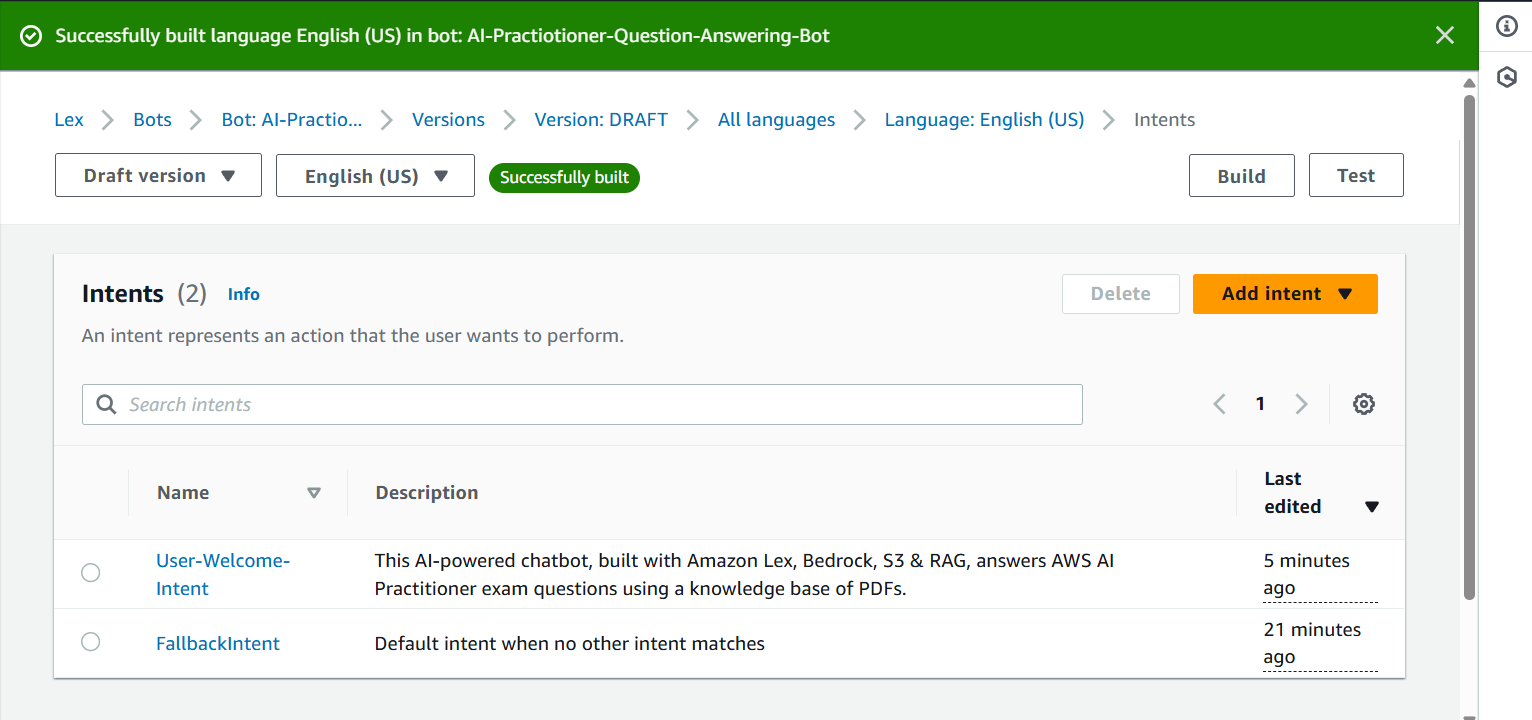 Successfully built language English (US) in bot: AI-Practiotioner-Question-Answering-Bot
Lex Bots Bot: AI-Practio... Versions Version: DRAFT All languages Language: English (US) Intents
Draft version English (US) Successfully built Build Test
Intents (2) Info Delete Add intent
An intent represents an action that the user wants to perform.
Search intents 1
Name Description Last
edited
User-Welcome- This AI-powered chatbot, built with Amazon Lex, Bedrock, S3 & RAG, answers AWS AI 5 minutes
Intent Practitioner exam questions using a knowledge base of PDFs. ago
FallbackIntent Default intent when no other intent matches 21 minutes
ago